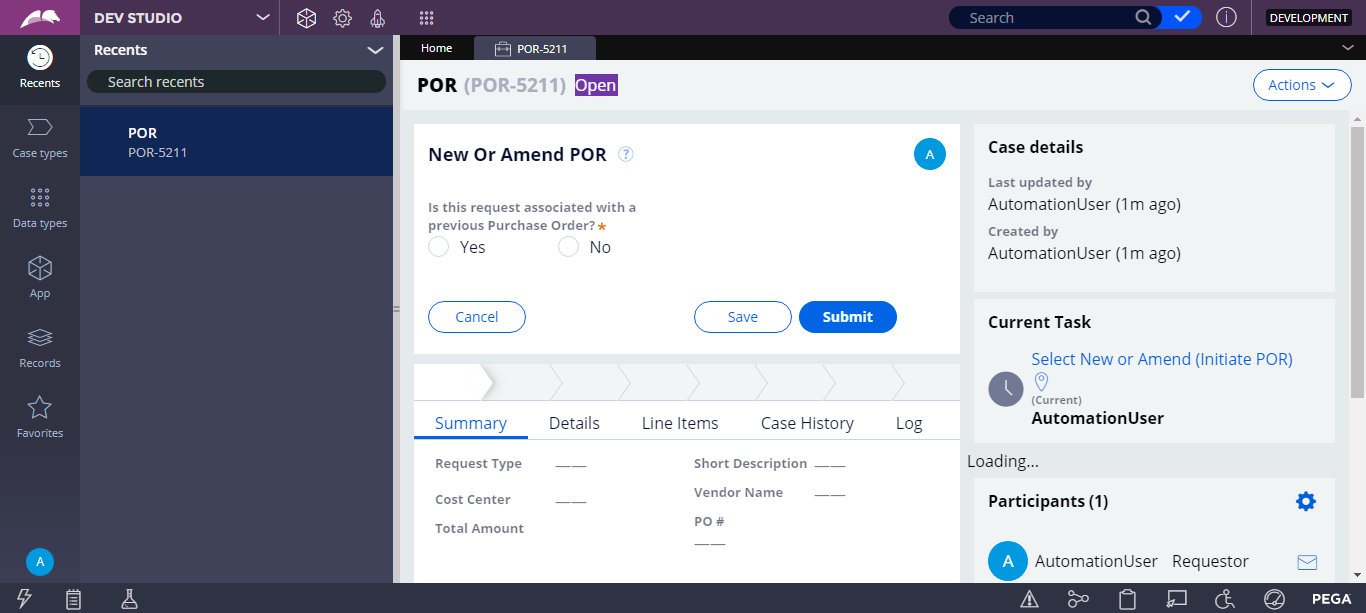 DEV STUDIO
Search
DEVELOPMENT
Recents
Recents
Search recents
POR
POR-5211
Case types
Data types
App
Records
Favorites
A
Home
POR-5211
POR (POR-5211) Open
Actions
New Or Amend POR ?
A
Is this request associated with a
previous Purchase Order? *
Yes
No
Cancel
Save
Submit
Summary
Details
Line Items
Case History
Log
Request Type ——
Short Description ——
Cost Center ——
Vendor Name ——
Total Amount
PO #
——
Case details
Last updated by
AutomationUser (1m ago)
Created by
AutomationUser (1m ago)
Current Task
Select New or Amend (Initiate POR)
(Current)
AutomationUser
Loading...
Participants (1)
A
AutomationUser
Requestor
PEGA